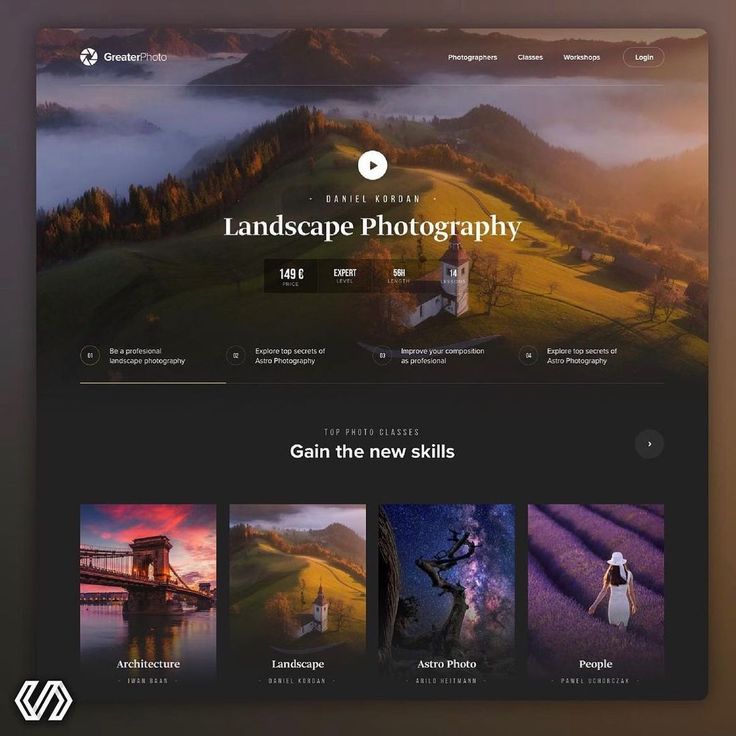 GreaterPhoto
Photographers Classes Workshops Login
- DANIEL KORDAN -
Landscape Photography
149 € EXPERT 56H 14
PRICE LEVEL LENGTH LESSONS
01 Be a profesional 02 Explore top secrets of 03 Improve your composition 04 Explore top secrets of
landscape photography Astro Photography as profesional Astro Photography
TOP PHOTO CLASSES
Gain the new skills
Architecture Landscape Astro Photo People
- IWAN BAAN - - DANIEL KORDAN - - ARILD HEITMANN - - PAWEL UCHORCZAK -